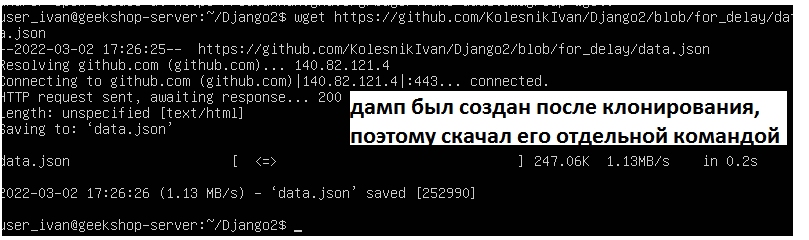 user_ivan@geekshop-server:~/Django2$ wget https://github.com/KolesnikIvan/Django2/blob/for_delay/dat
a.json
--2022-03-02 17:26:25-- https://github.com/KolesnikIvan/Django2/blob/for_delay/data.json
Resolving github.com (github.com)... 140.82.121.4
Connecting to github.com (github.com)|140.82.121.4|:443... connected.
HTTP request sent, awaiting response... 200
Length: unspecified [text/html]
Saving to: ‘data.json’
дамп был создан после клонирования,
поэтому скачал его отдельной командой
data.json [ <=> ] 247.06K 1.13MB/s in 0.2s
2022-03-02 17:26:26 (1.13 MB/s) - ‘data.json’ saved [252990]
user_ivan@geekshop-server:~/Django2$ _